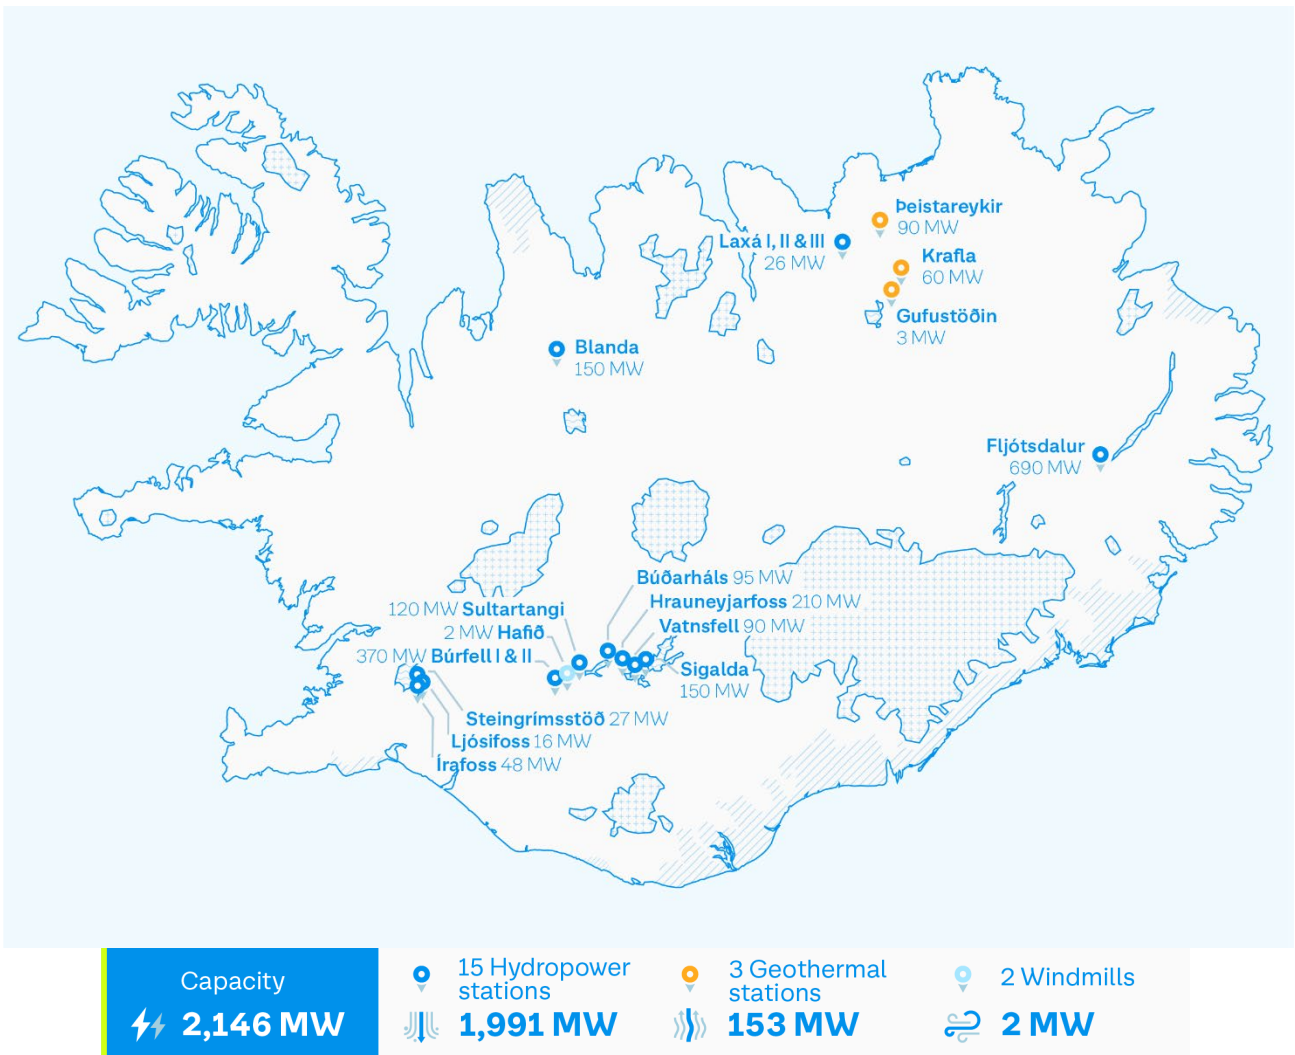 Þeistareykir
90 MW
Laxá I, II & III
26 MW
Krafla
60 MW
Gufustöðin
3 MW
Blanda
150 MW
Fljótsdalur
690 MW
Búðarháls 95 MW
Hrauneyjarfoss 210 MW
Vatnsfell 90 MW
Sigalda
150 MW
120 MW Sultartangi
2 MW Hafið
370 MW Búrfell I & II
Steingrímsstöð 27 MW
Ljósifoss 16 MW
Írafoss 48 MW
Capacity
2,146 MW
15 Hydropower
stations
1,991 MW
3 Geothermal
stations
153 MW
2 Windmills
2 MW